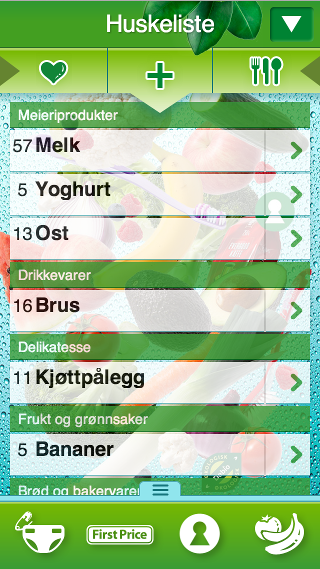 Huskeliste
Meieriprodukter
57 Melk
5 Yoghurt
13 Ost
Drikkevarer
16 Brus
Delikatesse
11 Kjøttpålegg
Frukt og grønnsaker
5 Bananer
Brød og bakervarer
First Price